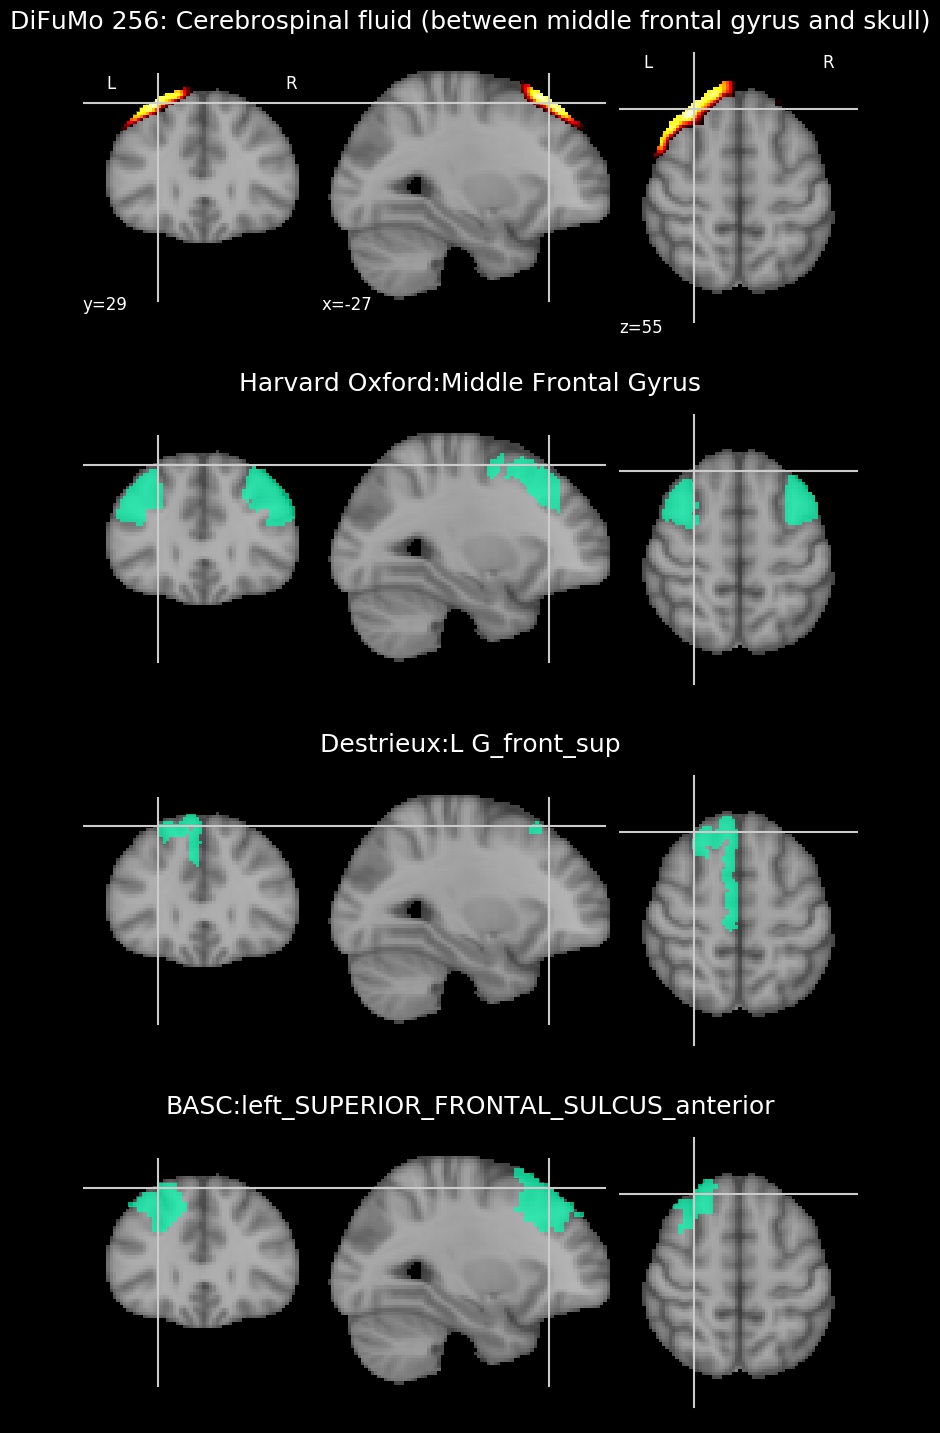 DiFuMo 256: Cerebrospinal fluid (between middle frontal gyrus and skull)
L
R
L
R
y=29
x=-27
z=55
Harvard Oxford:Middle Frontal Gyrus
Destrieux:L G_front_sup
BASC:left_SUPERIOR_FRONTAL_SULCUS_anterior